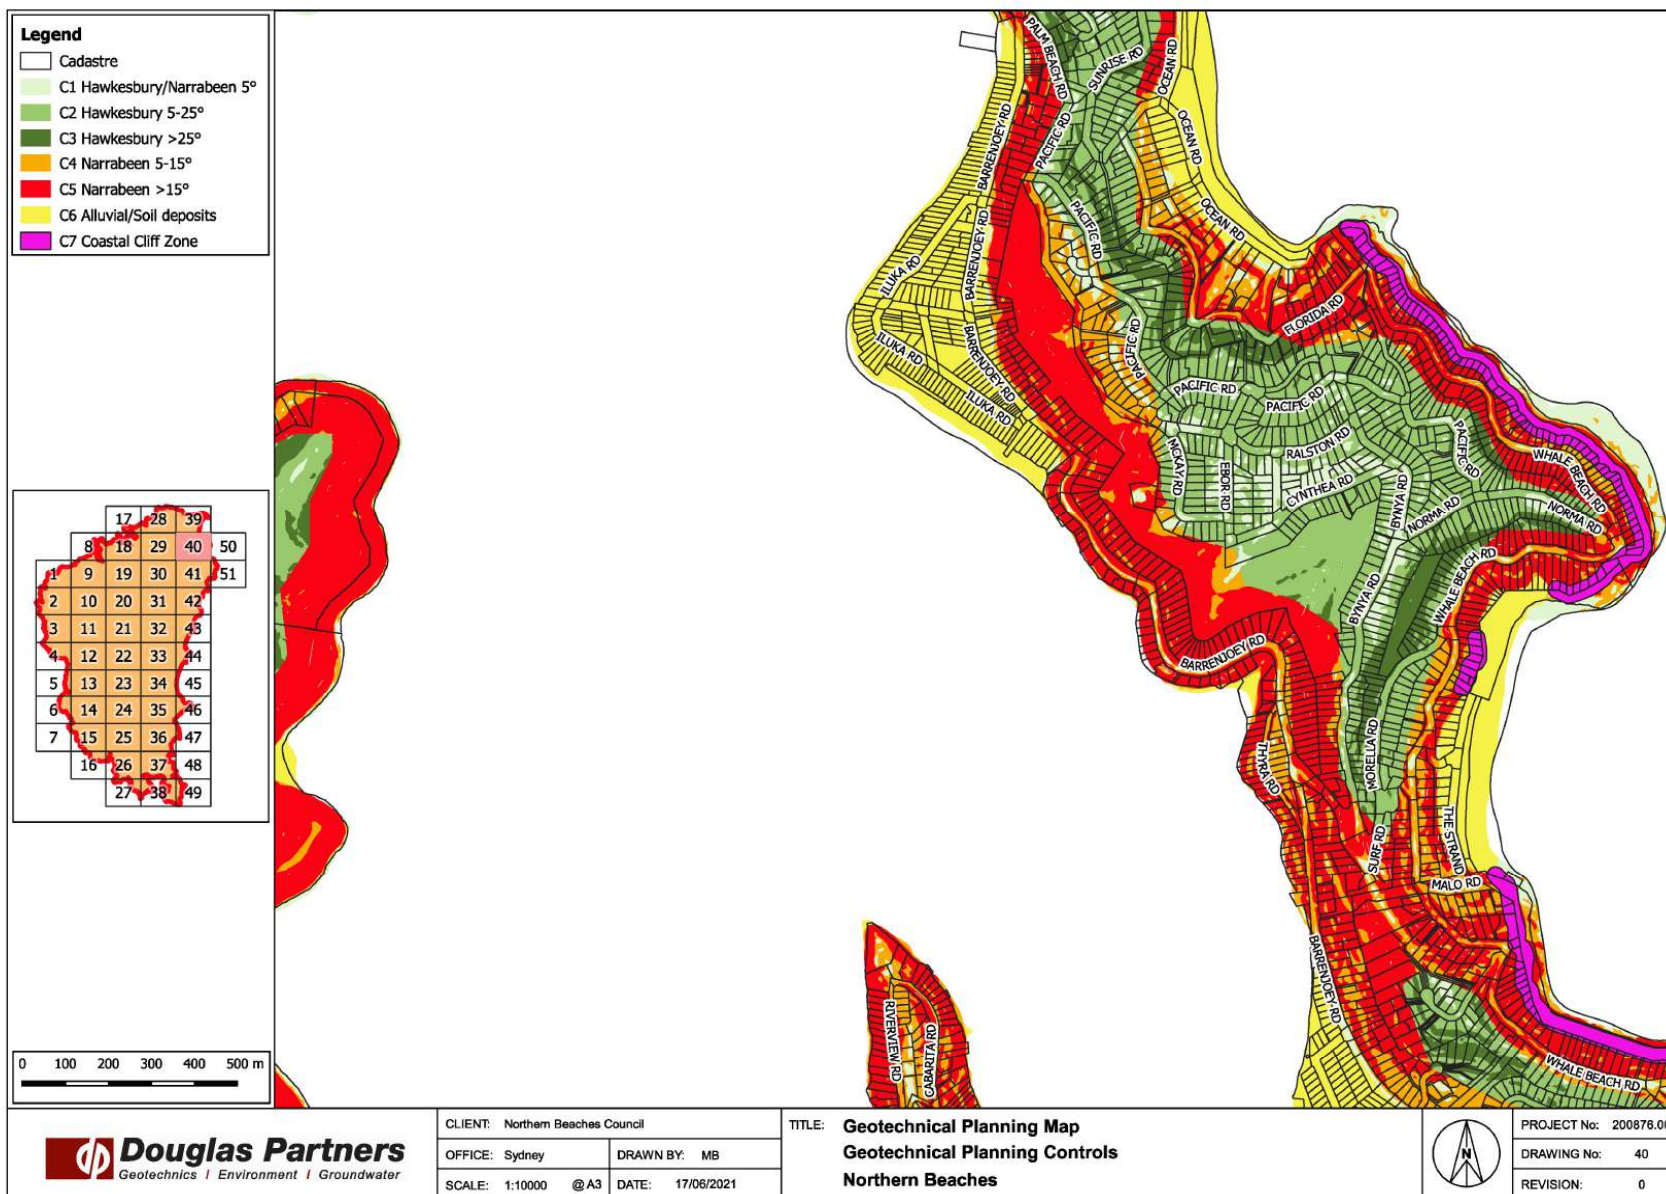 Legend
Cadastre
C1 Hawkesbury/Narrabeen 5°
C2 Hawkesbury 5-25°
C3 Hawkesbury >25°
C4 Narrabeen 5-15°
C5 Narrabeen >15°
C6 Alluvial/Soil deposits
C7 Coastal Cliff Zone
17 28 39
8 18 29 40 50
1 9 19 30 41 51
2 10 20 31 42
3 11 21 32 43
4 12 22 33 44
5 13 23 34 45
6 14 24 35 46
7 15 25 36 47
16 26 37 48
27 38 49
0 100 200 300 400 500 m
PALM BEACH RD
SUNRISE RD
OCEAN RD
BARRENJOEY RD
PACIFIC RD
OCEAN RD
PACIFIC RD
OCEAN RD
BARRENJOEY RD
ILUKA RD
FLORIDA RD
ILUKA RD
BARRENJOEY RD
PACIFIC RD
ILUKA RD
PACIFIC RD
PACIFIC RD
RALSTON RD
PACIFIC RD
MCKAY RD
EBOR RD
CYNTHEA RD
BYNYA RD
NORMA RD
WHALE BEACH RD
NORMA RD
WHALE BEACH RD
BYNYA RD
BARRENJOEY RD
THYRA RD
MORELLA RD
SURF RD
THE STRAND
MALO RD
BARRENJOEY RD
RIVERVIEW RD
CABARITA RD
WHALE BEACH RD
Douglas Partners
Geotechnics | Environment | Groundwater
CLIENT: Northern Beaches Council
OFFICE: Sydney DRAWN BY: MB
SCALE: 1:10000 @ A3 DATE: 17/06/2021
TITLE: Geotechnical Planning Map
Geotechnical Planning Controls
Northern Beaches
N
PROJECT No: 200876.0
DRAWING No: 40
REVISION: 0